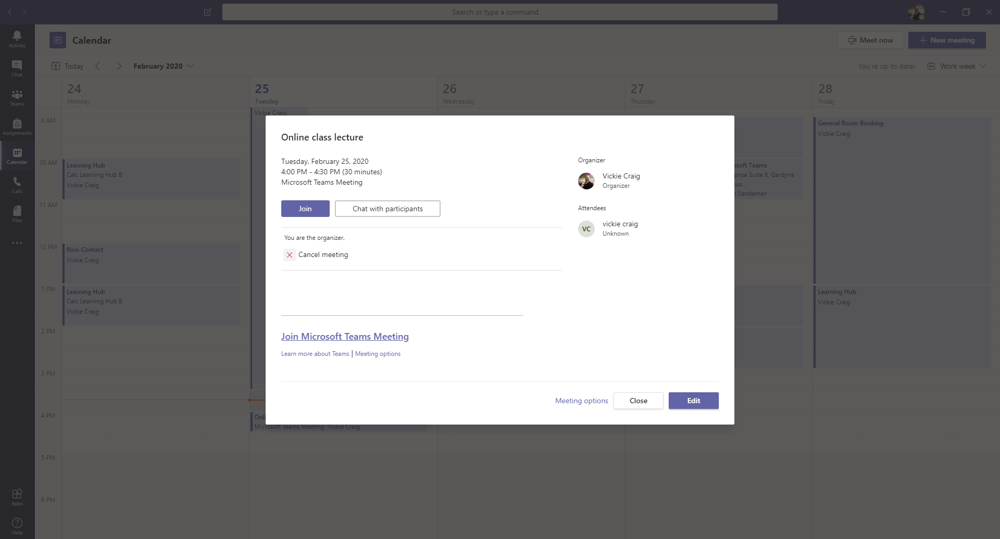 Search or type a command
Activity
Chat
Teams
Assignments
Calendar
Calls
Files
Apps
Help
Calendar
Meet now
New meeting
Today
February 2020
You're up to date!
Work week
24
Monday
25
Tuesday
26
Wednesday
27
Thursday
28
Friday
9 AM
10 AM
11 AM
12 PM
1 PM
2 PM
3 PM
4 PM
5 PM
6 PM
Learning Hub
Calc Learning Hub B
Vickie Craig
Non-Contact
Vickie Craig
Learning Hub
Calc Learning Hub B
Vickie Craig
Vickie Craig
Onli
Microsoft Teams Meeting Vickie Craig
Online class lecture
Tuesday, February 25, 2020
4:00 PM - 4:30 PM (30 minutes)
Microsoft Teams Meeting
Join
Chat with participants
You are the organizer.
Cancel meeting
Join Microsoft Teams Meeting
Learn more about Teams | Meeting options
Organizer
Vickie Craig
Organizer
Attendees
VC
vickie craig
Unknown
Meeting options
Close
Edit
osoft Teams
prise Suite 6, Gardyne
ous
Sandeman
General Room Booking
Vickie Craig
Learning Hub
Vickie Craig